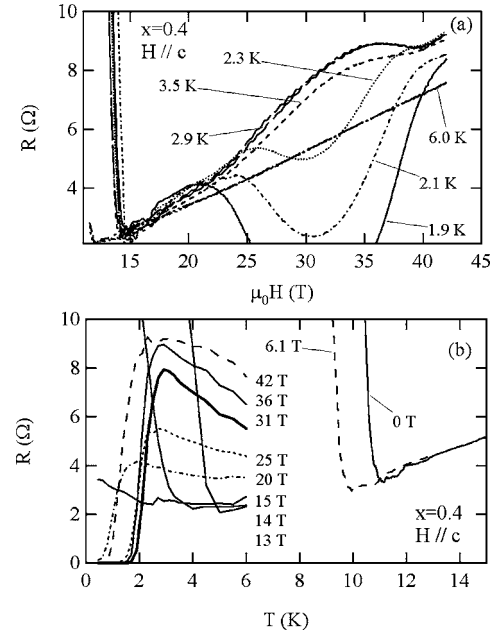 (a)
x=0.4
H // c
2.3 K
3.5 K
2.9 K
6.0 K
2.1 K
1.9 K
R (Ω)
10
8
6
4
15
20
25
30
35
40
45
μ₀H (T)
(b)
6.1 T
0 T
42 T
36 T
31 T
25 T
20 T
15 T
14 T
13 T
x=0.4
H // c
R (Ω)
10
8
6
4
2
0
0
2
4
6
8
10
12
14
T (K)